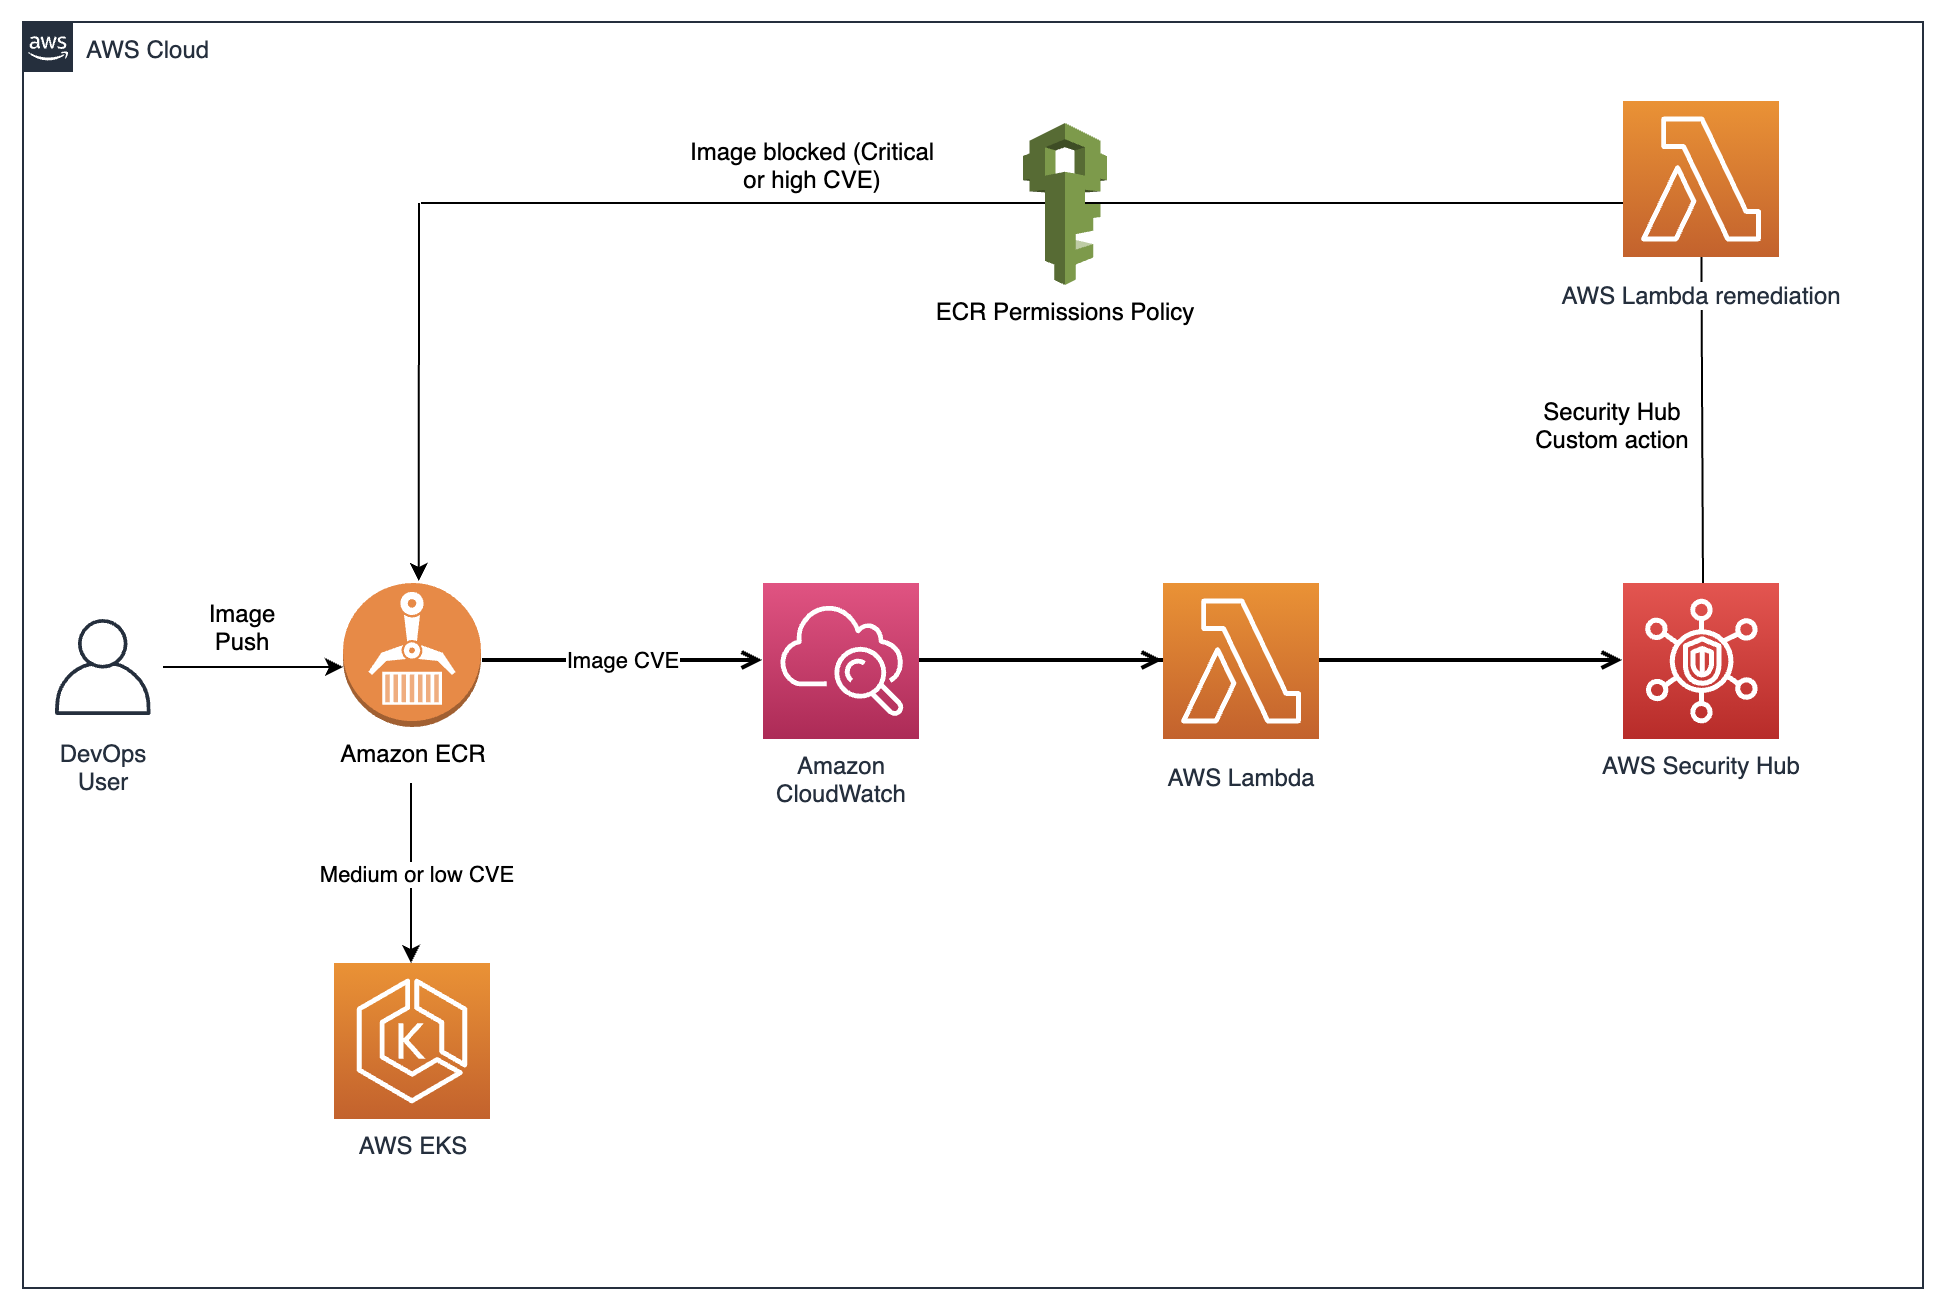 aws
AWS Cloud
Image blocked (Critical
or high CVE)
ECR Permissions Policy
AWS Lambda remediation
Security Hub
Custom action
Image
Push
Image CVE
DevOps
User
Amazon ECR
Amazon
CloudWatch
AWS Lambda
AWS Security Hub
Medium or low CVE
K
AWS EKS